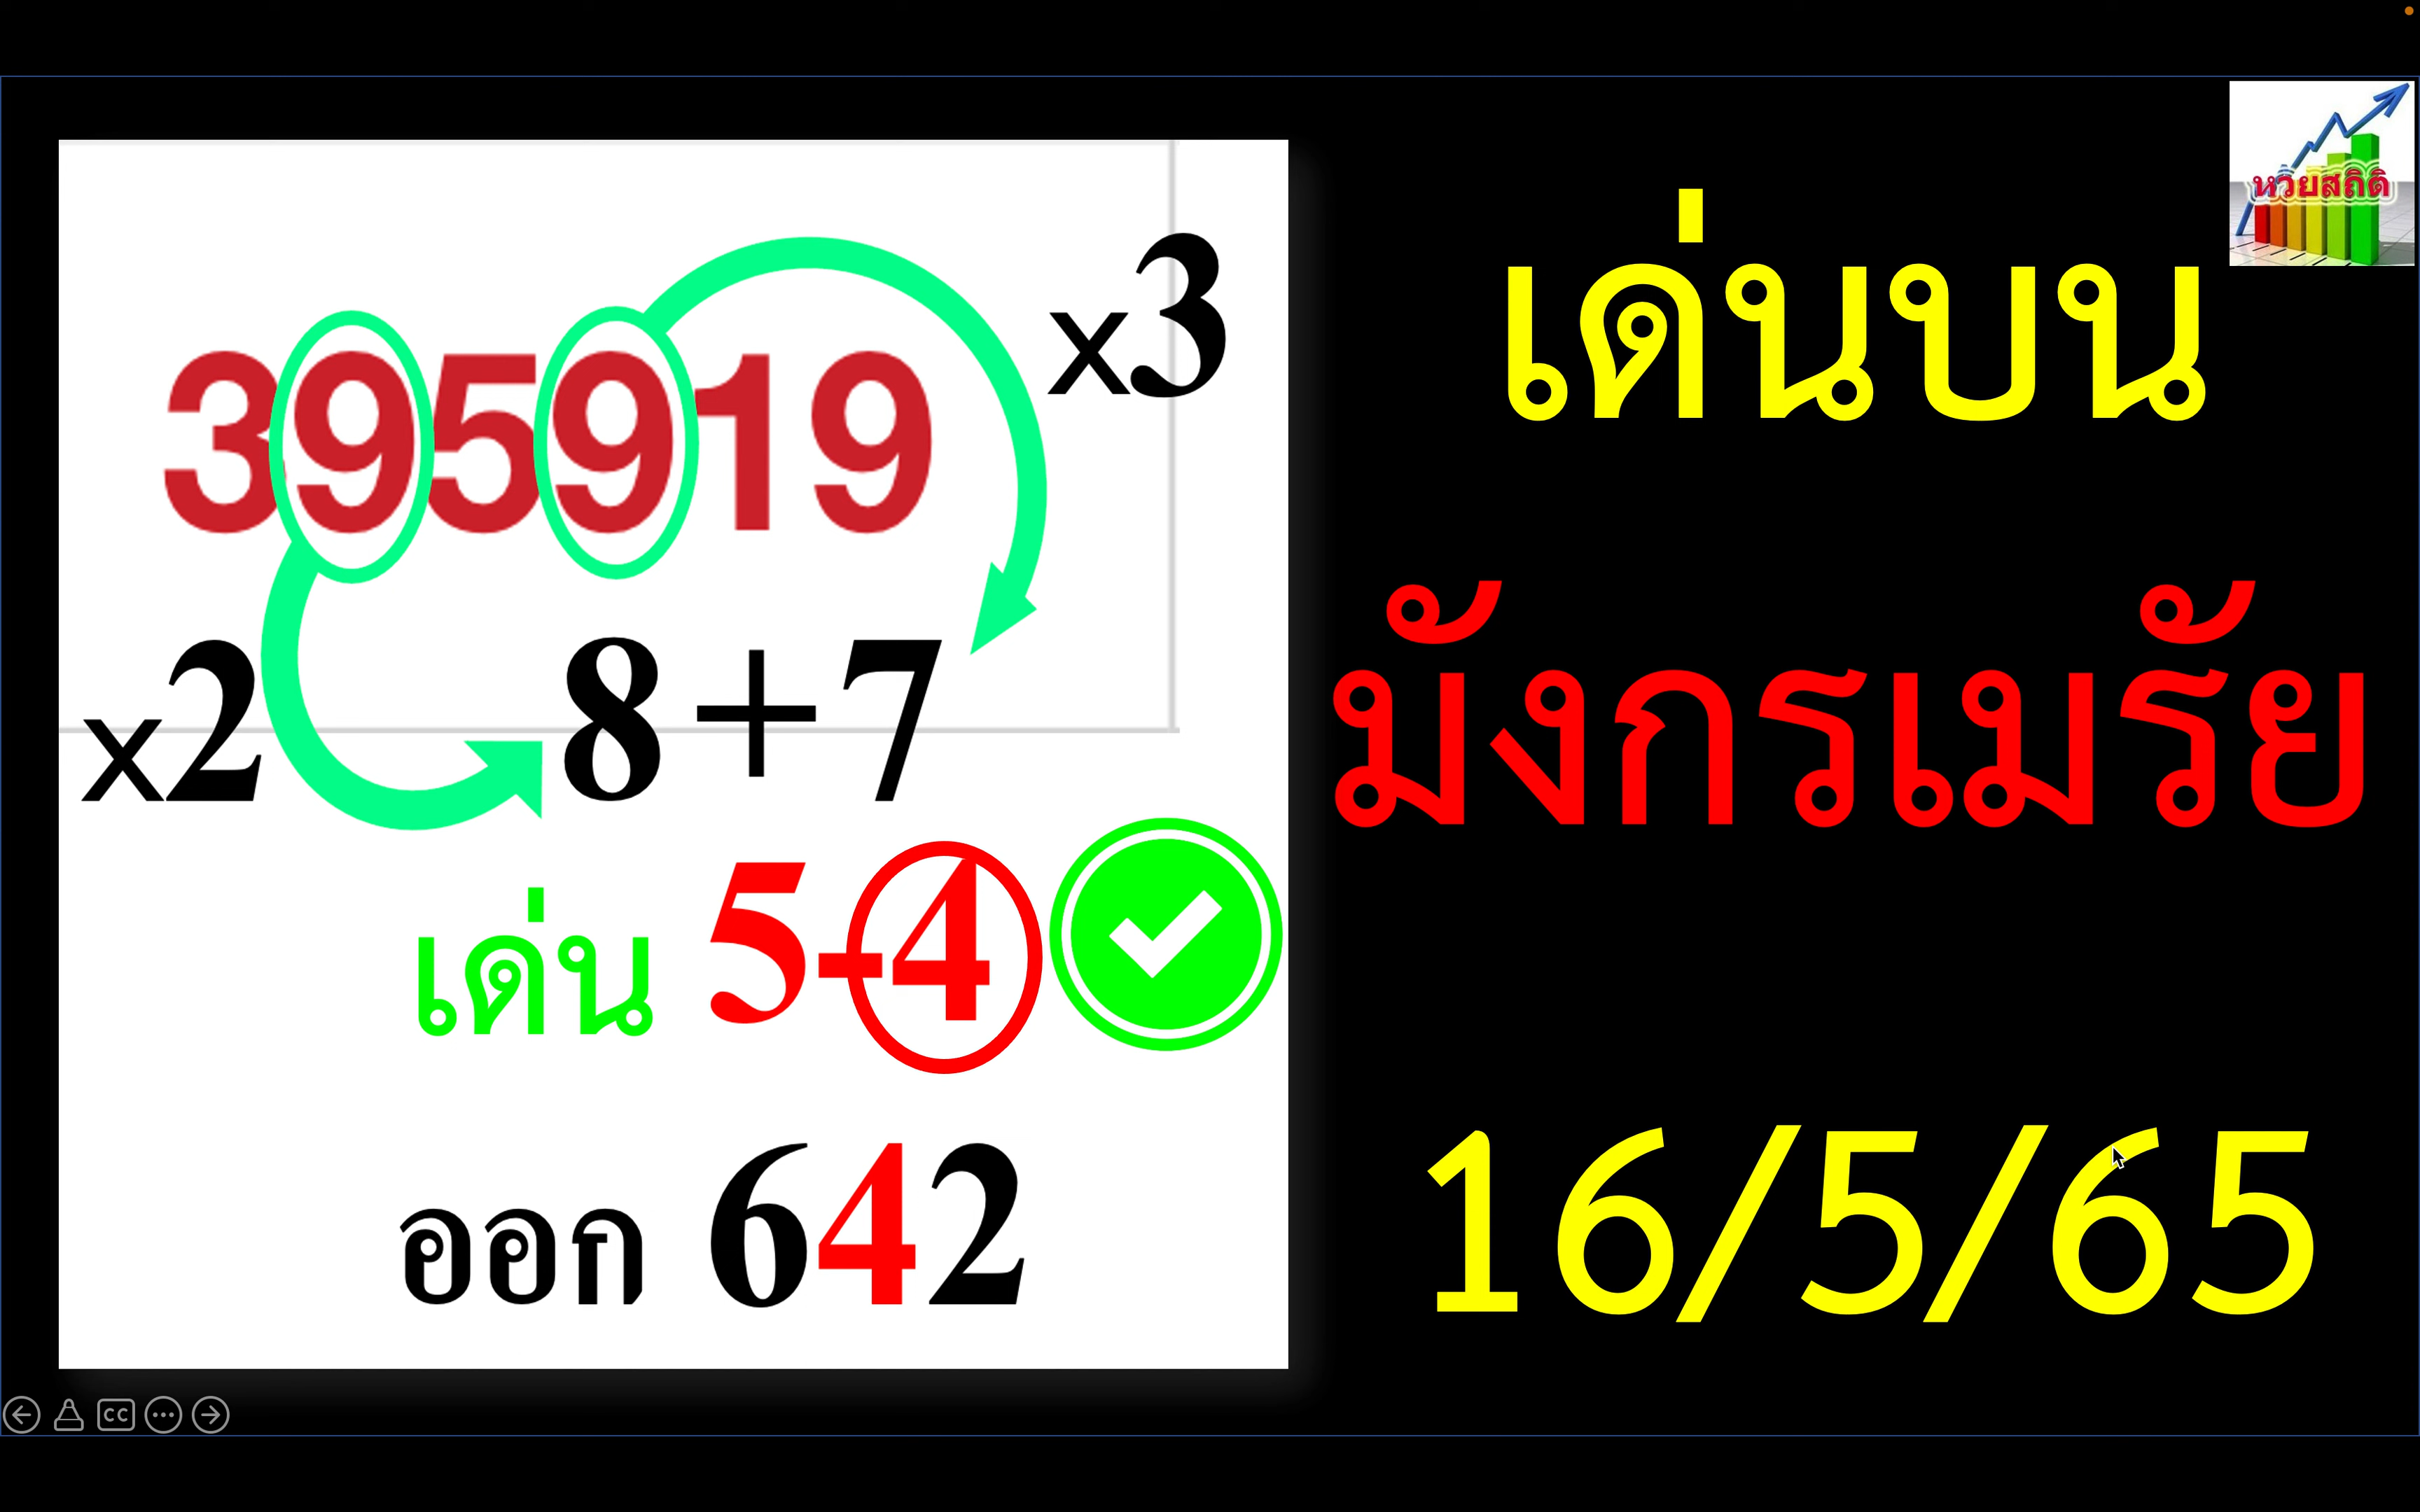 395919
x3
x2
8+7
เด่น 5-4
ออก 642
หวยสถิติ
เด่นบน
มังกรเมรัย
16/5/65
CC